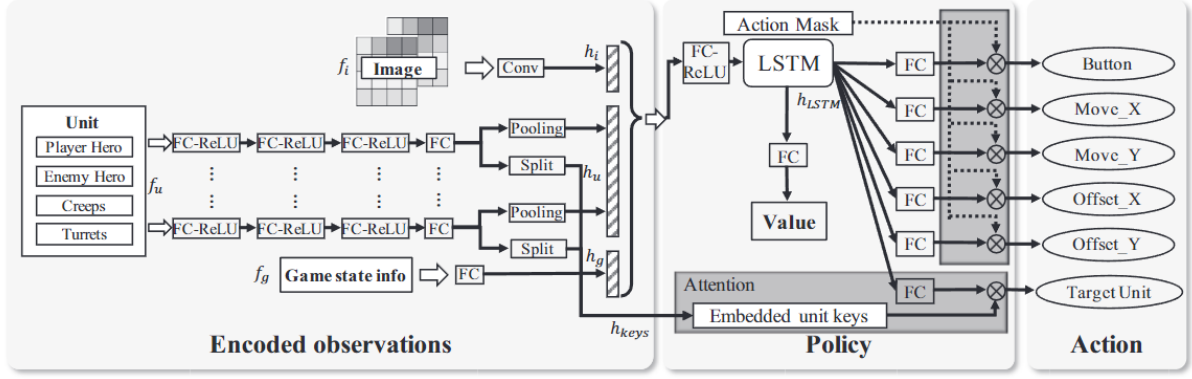 f_i
Image
Conv
h_i
Unit
Player Hero
Enemy Hero
Creeps
Turrets
f_u
FC-ReLU FC-ReLU FC-ReLU FC
Pooling
Split
h_u
⋮ ⋮ ⋮ ⋮
FC-ReLU FC-ReLU FC-ReLU FC
Pooling
Split
f_g
Game state info
FC
h_g
h_keys
Encoded observations
Action Mask
FC-
ReLU
LSTM
h_LSTM
FC
Value
FC
FC
FC
FC
FC
Attention
FC
Embedded unit keys
Policy
Button
Move_X
Move_Y
Offset_X
Offset_Y
Target Unit
Action